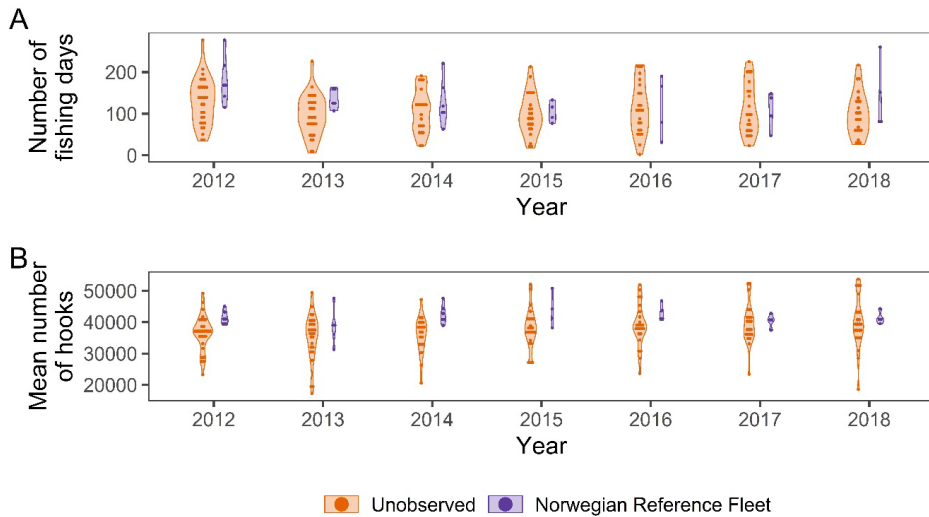 A
Number of
fishing days
200
100
0
2012 2013 2014 2015 2016 2017 2018
Year
B
Mean number
of hooks
50000
40000
30000
20000
2012 2013 2014 2015 2016 2017 2018
Year
Unobserved Norwegian Reference Fleet